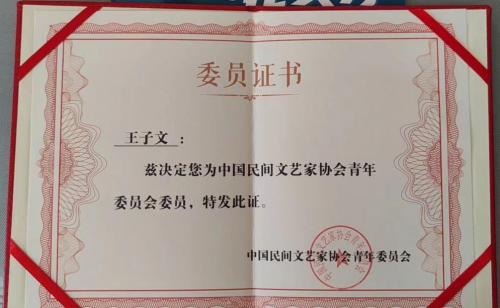 委员证书
王子文：
兹决定您为中国民间文艺家协会青年
委员会委员，特发此证。
中国民间文艺家协会青年委员会